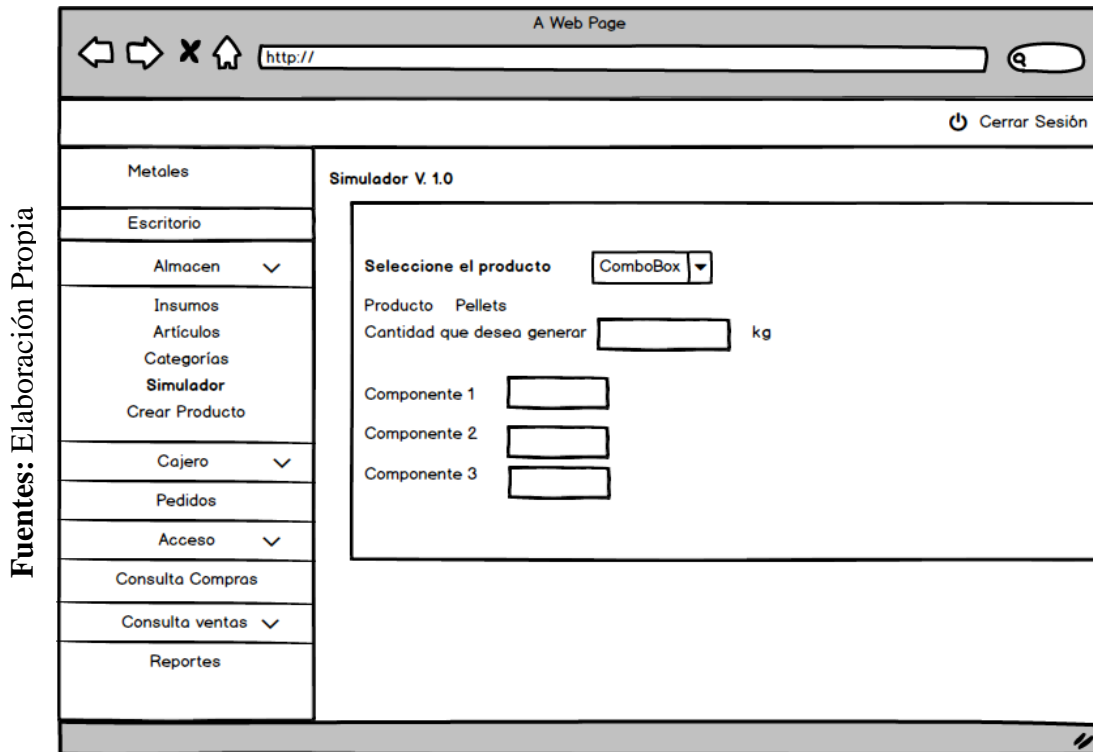 A Web Page
http://
Cerrar Sesión
Metales
Escritorio
Almacen
Insumos
Artículos
Categorías
Simulador
Crear Producto
Cajero
Pedidos
Acceso
Consulta Compras
Consulta ventas
Reportes
Simulador V. 1.0
Seleccione el producto ComboBox
Producto Pellets
Cantidad que desea generar kg
Componente 1
Componente 2
Componente 3
Fuentes: Elaboración Propia